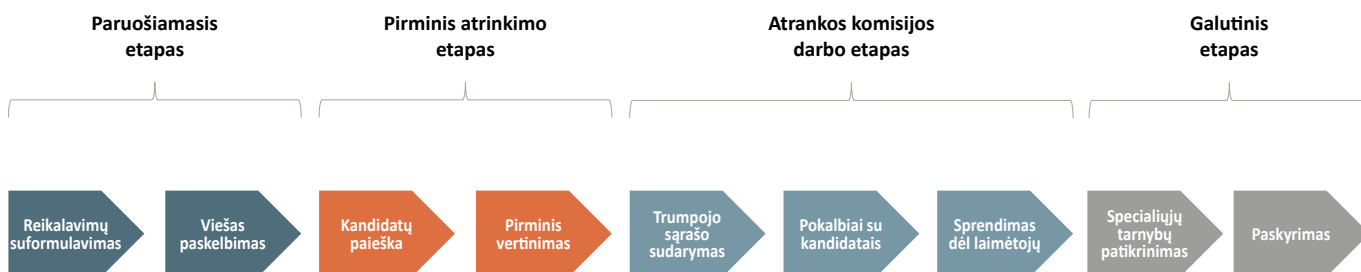 Paruošiamasis
etapas
Pirminis atrinkimo
etapas
Atrankos komisijos
darbo etapas
Galutinis
etapas
Reikalavimų
suformulavimas
Viešas
paskelbimas
Kandidatų
paieška
Pirminis
vertinimas
Trumpojo
sąrašo
sudarymas
Pokalbiai su
kandidatais
Sprendimas
dėl laimėtojų
Specialiųjų
tarnybų
patikrinimas
Paskyrimas